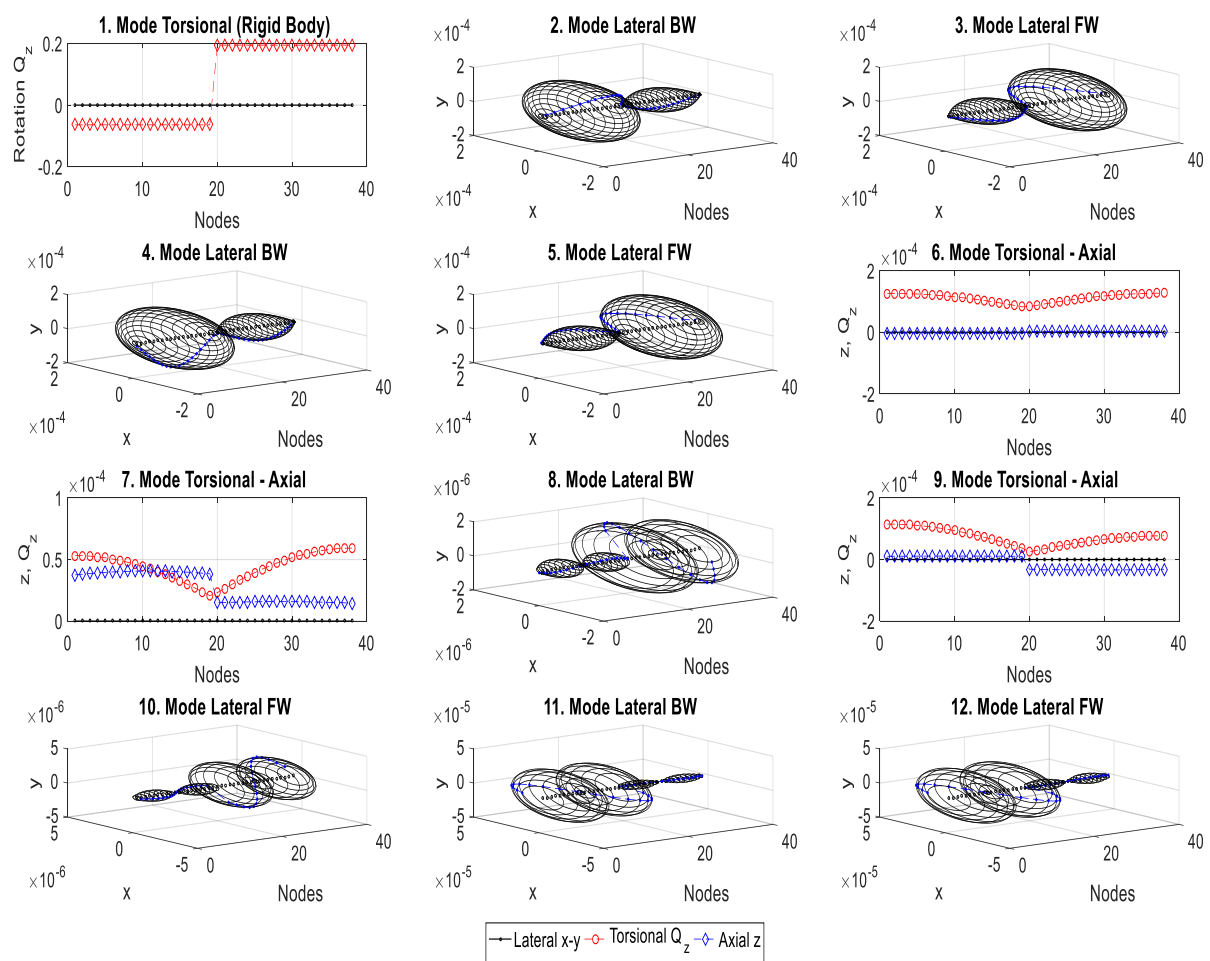 1. Mode Torsional (Rigid Body)
Rotation Q_z
0.2
0
-0.2
0 10 20 30 40
Nodes
2. Mode Lateral BW
×10^-4
y
2
0
-2
2
0
-2
×10^-4
x
0
20
40
Nodes
3. Mode Lateral FW
×10^-4
y
2
0
-2
2
0
-2
×10^-4
x
0
20
40
Nodes
4. Mode Lateral BW
×10^-4
y
2
0
-2
2
0
-2
×10^-4
x
0
20
40
Nodes
5. Mode Lateral FW
×10^-4
y
2
0
-2
2
0
-2
×10^-4
x
0
20
40
Nodes
6. Mode Torsional - Axial
×10^-4
z, Q_z
2
0
-2
0 10 20 30 40
Nodes
7. Mode Torsional - Axial
×10^-4
z, Q_z
1
0.5
0
0 10 20 30 40
Nodes
8. Mode Lateral BW
×10^-6
y
2
0
-2
2
0
-2
×10^-6
x
0
20
40
Nodes
9. Mode Torsional - Axial
×10^-4
z, Q_z
2
0
-2
0 10 20 30 40
Nodes
10. Mode Lateral FW
×10^-6
y
5
0
-5
5
0
-5
×10^-6
x
0
20
40
Nodes
11. Mode Lateral BW
×10^-5
y
5
0
-5
5
0
-5
×10^-5
x
0
20
40
Nodes
12. Mode Lateral FW
×10^-5
y
5
0
-5
5
0
-5
×10^-5
x
0
20
40
Nodes
Lateral x-y Torsional Q_z Axial z